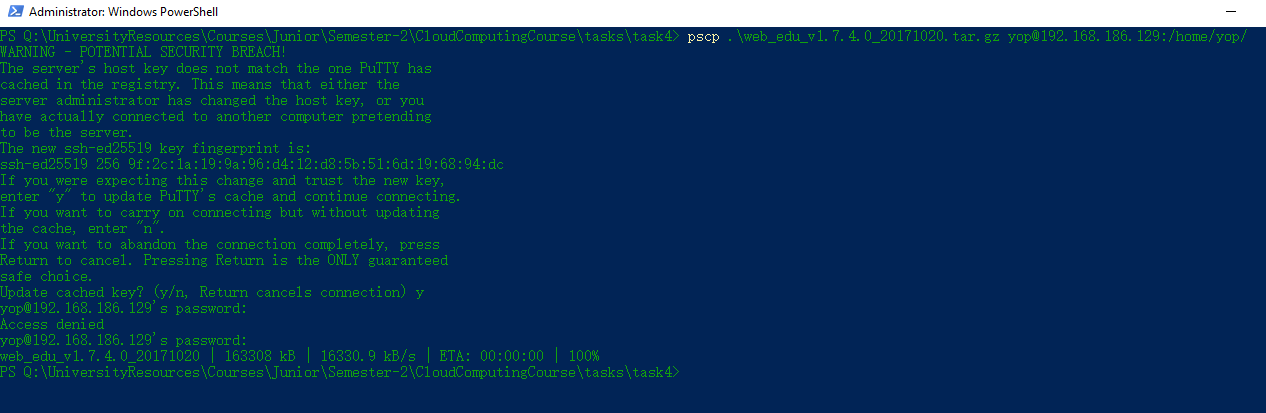 Administrator: Windows PowerShell
PS Q:\UniversityResources\Courses\Junior\Semester-2\CloudComputingCourse\tasks\task4> pscp .\web_edu_v1.7.4.0_20171020.tar.gz yop@192.168.186.129:/home/yop/
WARNING - POTENTIAL SECURITY BREACH!
The server's host key does not match the one PuTTY has
cached in the registry. This means that either the
server administrator has changed the host key, or you
have actually connected to another computer pretending
to be the server.
The new ssh-ed25519 key fingerprint is:
ssh-ed25519 256 9f:2c:1a:19:9a:96:d4:12:d8:5b:51:6d:19:68:94:dc
If you were expecting this change and trust the new key,
enter "y" to update PuTTY's cache and continue connecting.
If you want to carry on connecting but without updating
the cache, enter "n".
If you want to abandon the connection completely, press
Return to cancel. Pressing Return is the ONLY guaranteed
safe choice.
Update cached key? (y/n, Return cancels connection) y
yop@192.168.186.129's password:
Access denied
yop@192.168.186.129's password:
web_edu_v1.7.4.0_20171020 | 163308 kB | 16330.9 kB/s | ETA: 00:00:00 | 100%
PS Q:\UniversityResources\Courses\Junior\Semester-2\CloudComputingCourse\tasks\task4>